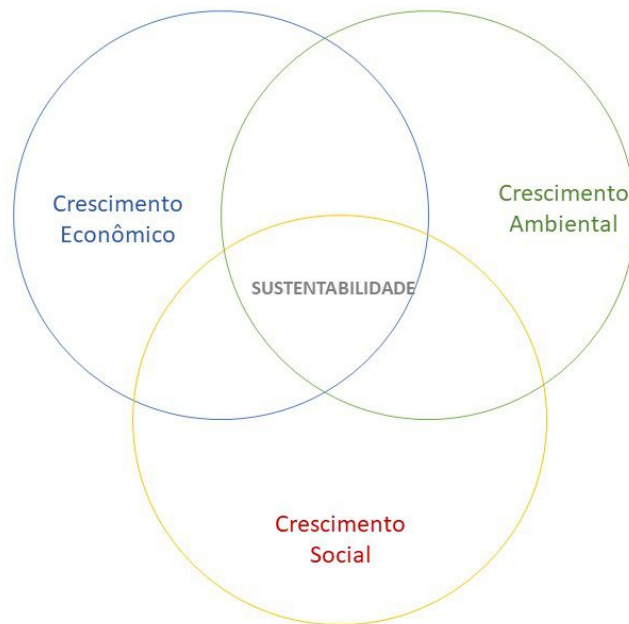 Crescimento
Econômico
Crescimento
Ambiental
SUSTENTABILIDADE
Crescimento
Social